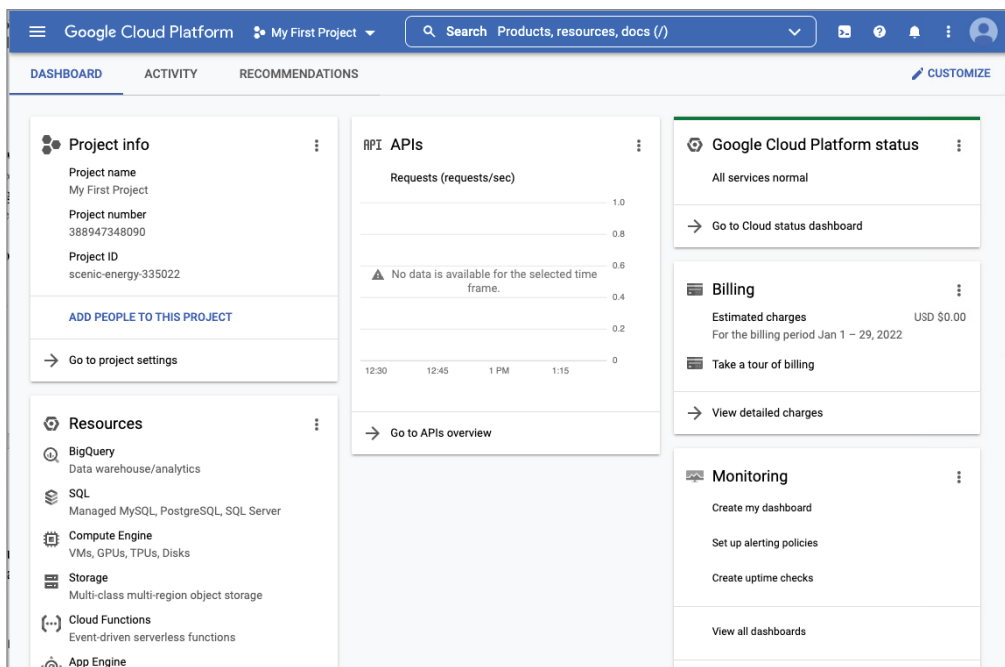 Google Cloud Platform
My First Project
Search Products, resources, docs (/)
DASHBOARD
ACTIVITY
RECOMMENDATIONS
CUSTOMIZE
Project info
Project name
My First Project
Project number
388947348090
Project ID
scenic-energy-335022
ADD PEOPLE TO THIS PROJECT
Go to project settings
Resources
BigQuery
Data warehouse/analytics
SQL
Managed MySQL, PostgreSQL, SQL Server
Compute Engine
VMs, GPUs, TPUs, Disks
Storage
Multi-class multi-region object storage
Cloud Functions
Event-driven serverless functions
App Engine
API APIs
Requests (requests/sec)
1.0
0.8
0.6
No data is available for the selected time
frame.
0.4
0.2
0
12:30 12:45 1 PM 1:15
Go to APIs overview
Google Cloud Platform status
All services normal
Go to Cloud status dashboard
Billing
Estimated charges USD $0.00
For the billing period Jan 1 – 29, 2022
Take a tour of billing
View detailed charges
Monitoring
Create my dashboard
Set up alerting policies
Create uptime checks
View all dashboards